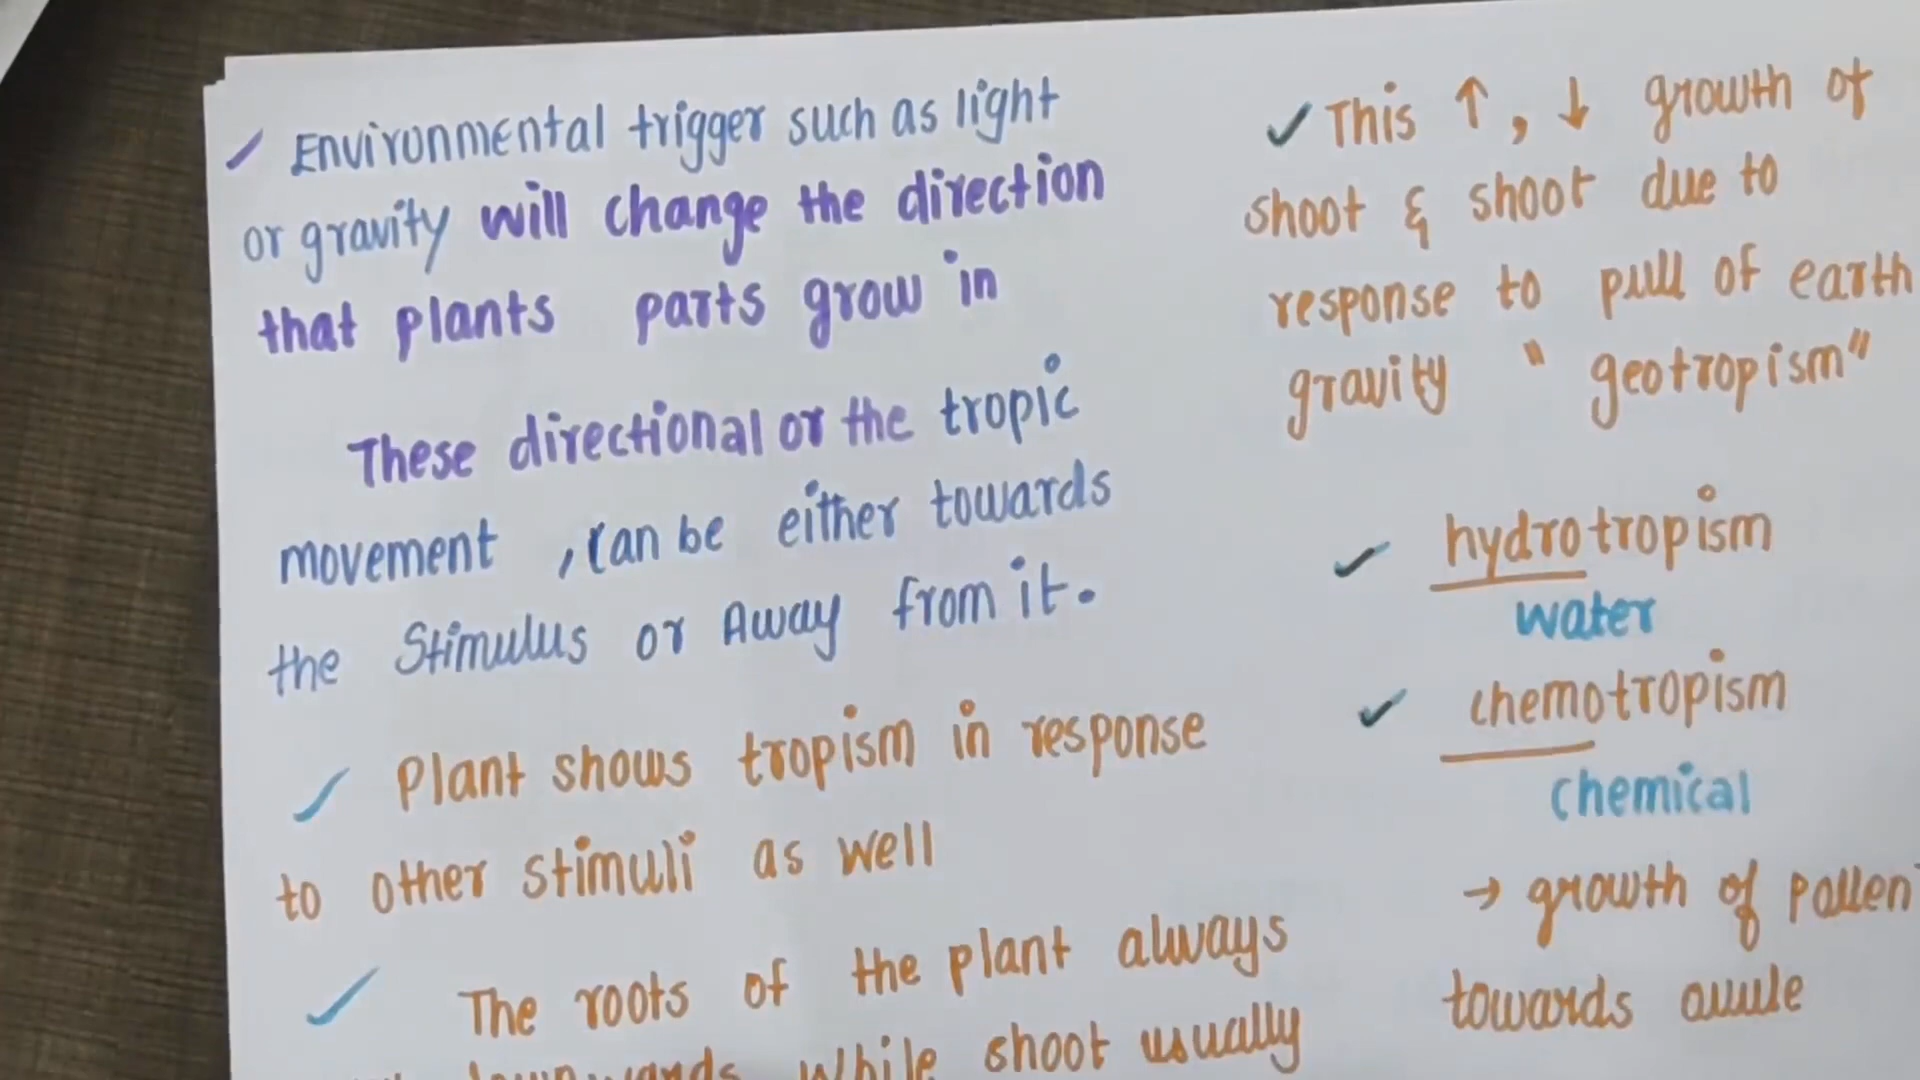 Environmental trigger such as light
or gravity will change the direction
that plants parts grow in
These directional or the tropic
movement , can be either towards
the Stimulus or Away from it.
Plant shows tropism in response
to other stimuli as well
The roots of the plant always
downwards while shoot usually
This ↑, ↓ growth of
shoot & shoot due to
response to pull of earth
gravity " geotropism"
hydrotropism
water
chemotropism
chemical
→ growth of pollen
towards ovule